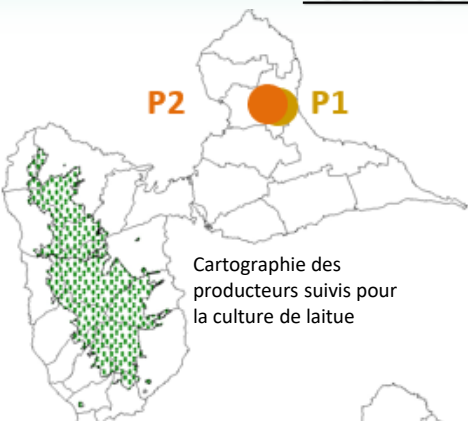 P2 P1
Cartographie des
producteurs suivis pour
la culture de laitue